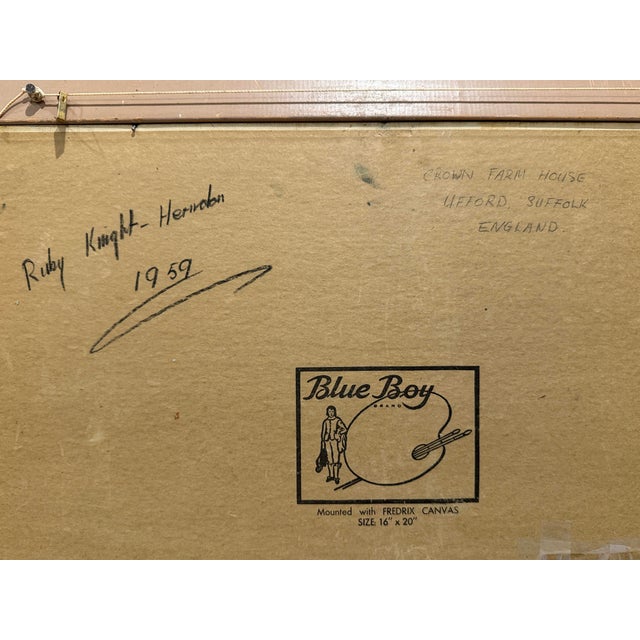 Ruby Knight-Herndon
1959
CROWN FARM HOUSE
UFFORD, SUFFOLK
ENGLAND.
Blue Boy
BRAND
Mounted with FREDRIX CANVAS
SIZE: 16" x 20"